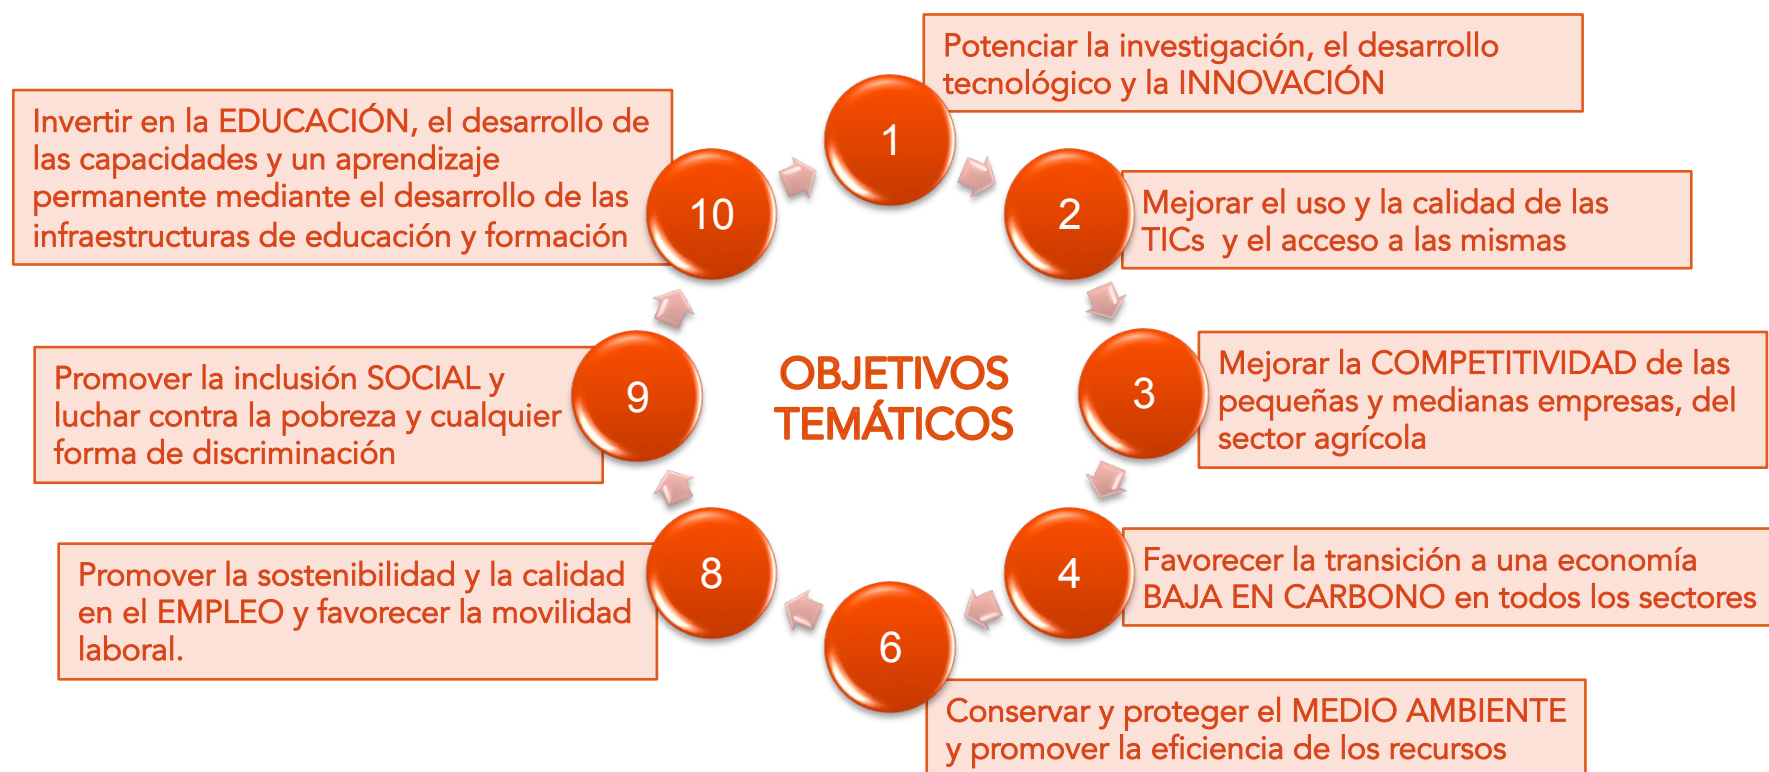 1
Potenciar la investigación, el desarrollo
tecnológico y la INNOVACIÓN
2
Mejorar el uso y la calidad de las
TICs y el acceso a las mismas
3
Mejorar la COMPETITIVIDAD de las
pequeñas y medianas empresas, del
sector agrícola
4
Favorecer la transición a una economía
BAJA EN CARBONO en todos los sectores
6
Conservar y proteger el MEDIO AMBIENTE
y promover la eficiencia de los recursos
8
Promover la sostenibilidad y la calidad
en el EMPLEO y favorecer la movilidad
laboral.
9
Promover la inclusión SOCIAL y
luchar contra la pobreza y cualquier
forma de discriminación
10
Invertir en la EDUCACIÓN, el desarrollo de
las capacidades y un aprendizaje
permanente mediante el desarrollo de las
infraestructuras de educación y formación
OBJETIVOS
TEMÁTICOS